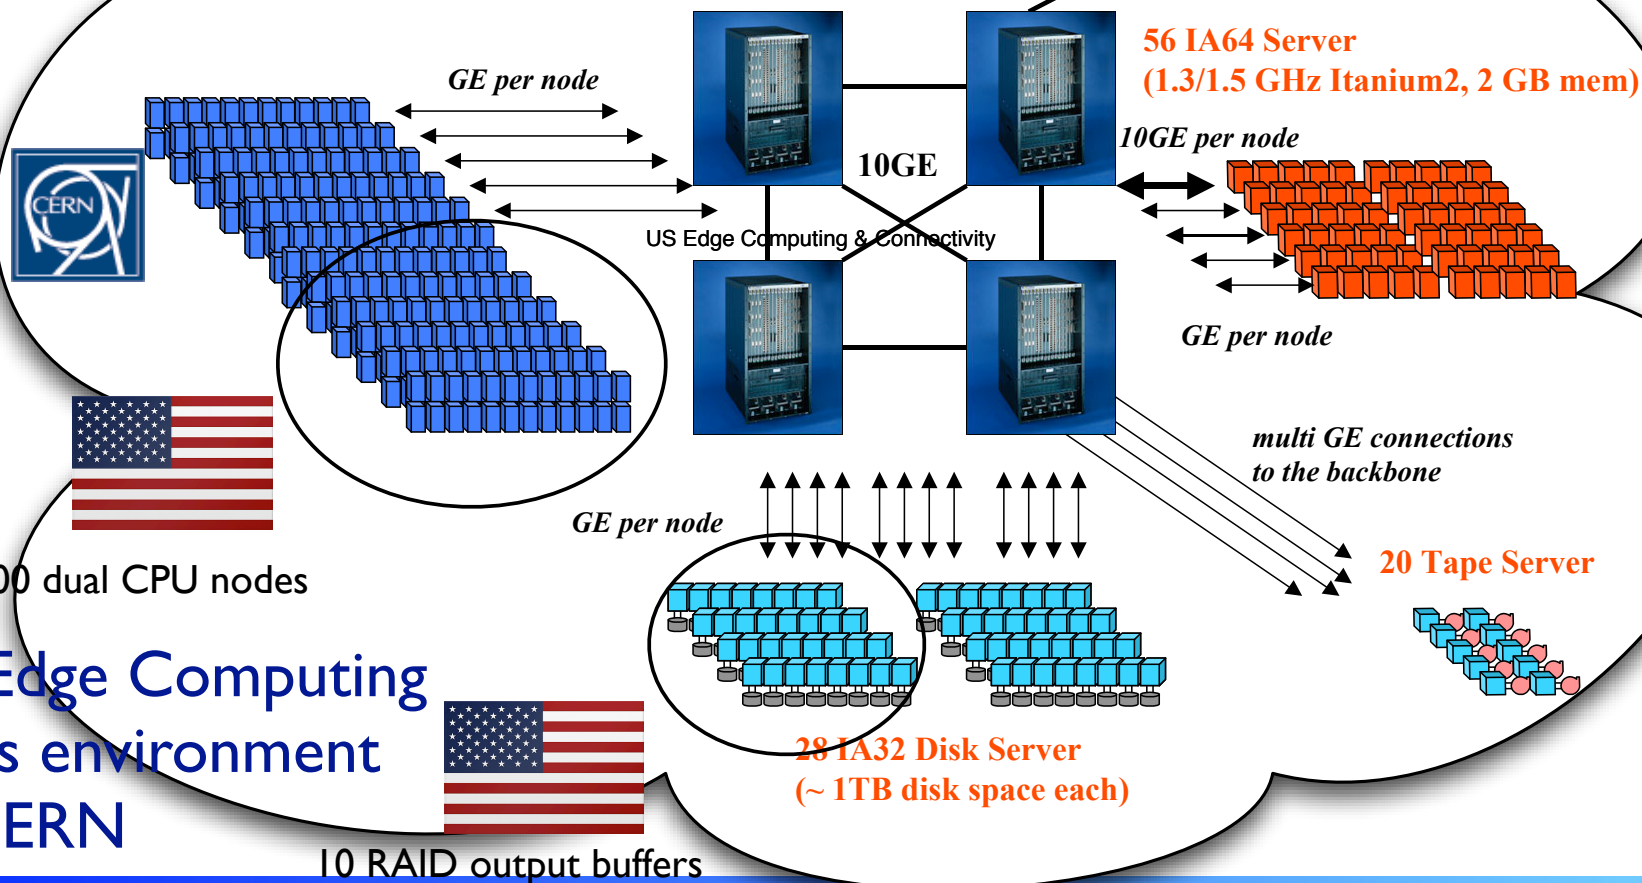 56 IA64 Server
(1.3/1.5 GHz Itanium2, 2 GB mem)
GE per node
10GE per node
10GE
CERN
US Edge Computing & Connectivity
GE per node
multi GE connections
to the backbone
GE per node
20 Tape Server
00 dual CPU nodes
Edge Computing
s environment
ERN
28 IA32 Disk Server
(~ 1TB disk space each)
10 RAID output buffers